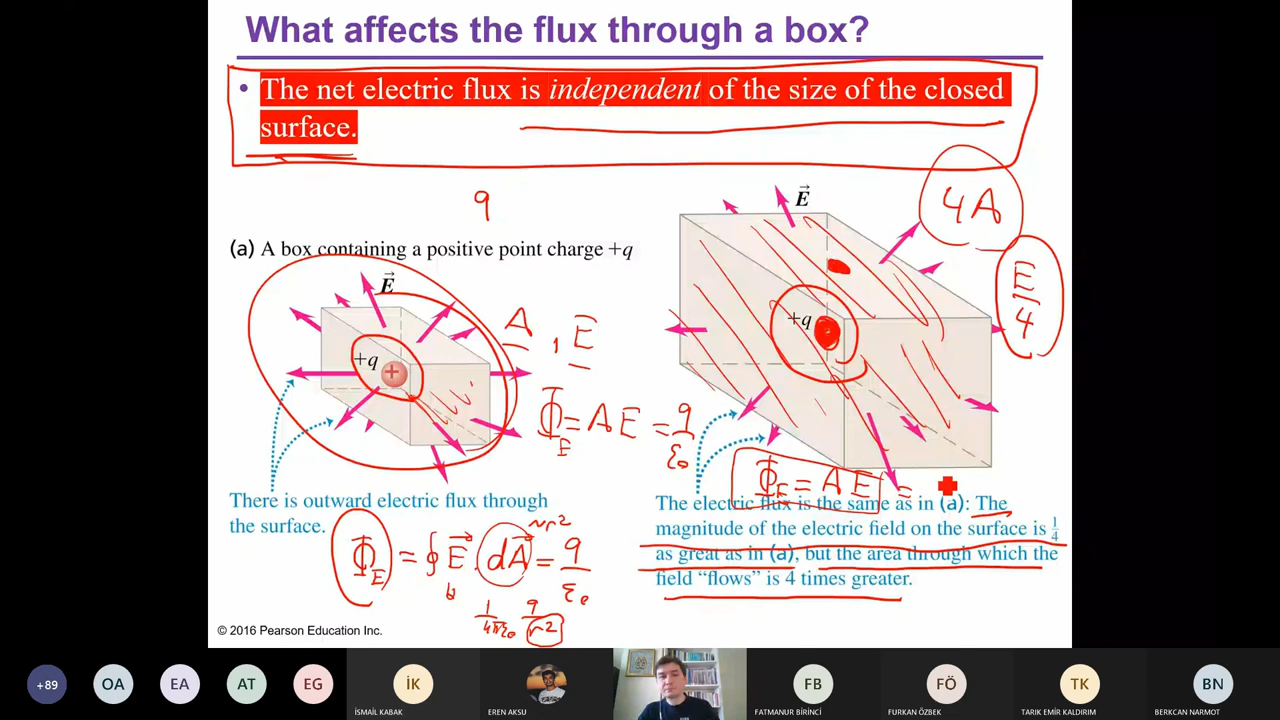 What affects the flux through a box?
• The net electric flux is independent of the size of the closed
surface.
q
4A
E/4
(a) A box containing a positive point charge +q
E⃗
+q
+
A , E
Φ_E = A E = q/ε₀
E⃗
+q
Φ_E = A E =
There is outward electric flux through
the surface.
Φ_E = ∮ E⃗ . dA⃗ = q/ε₀
~r²
1/4πε₀ q/r²
The electric flux is the same as in (a): The
magnitude of the electric field on the surface is 1/4
as great as in (a), but the area through which the
field “flows” is 4 times greater.
© 2016 Pearson Education Inc.
+89
OA
EA
AT
EG
İK
İSMAİL KABAK
EREN AKSU
FB
FATMANUR BİRİNCİ
FÖ
FURKAN ÖZBEK
TK
TARIK EMİR KALDIRIM
BN
BERKCAN NARMOT